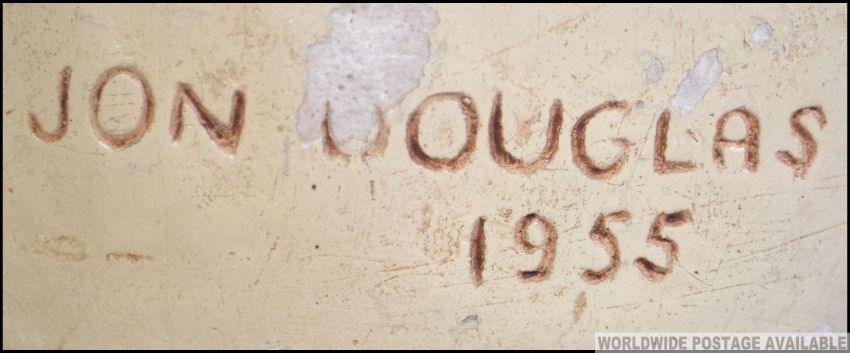 JON DOUGLAS
1955
WORLDWIDE POSTAGE AVAILABLE